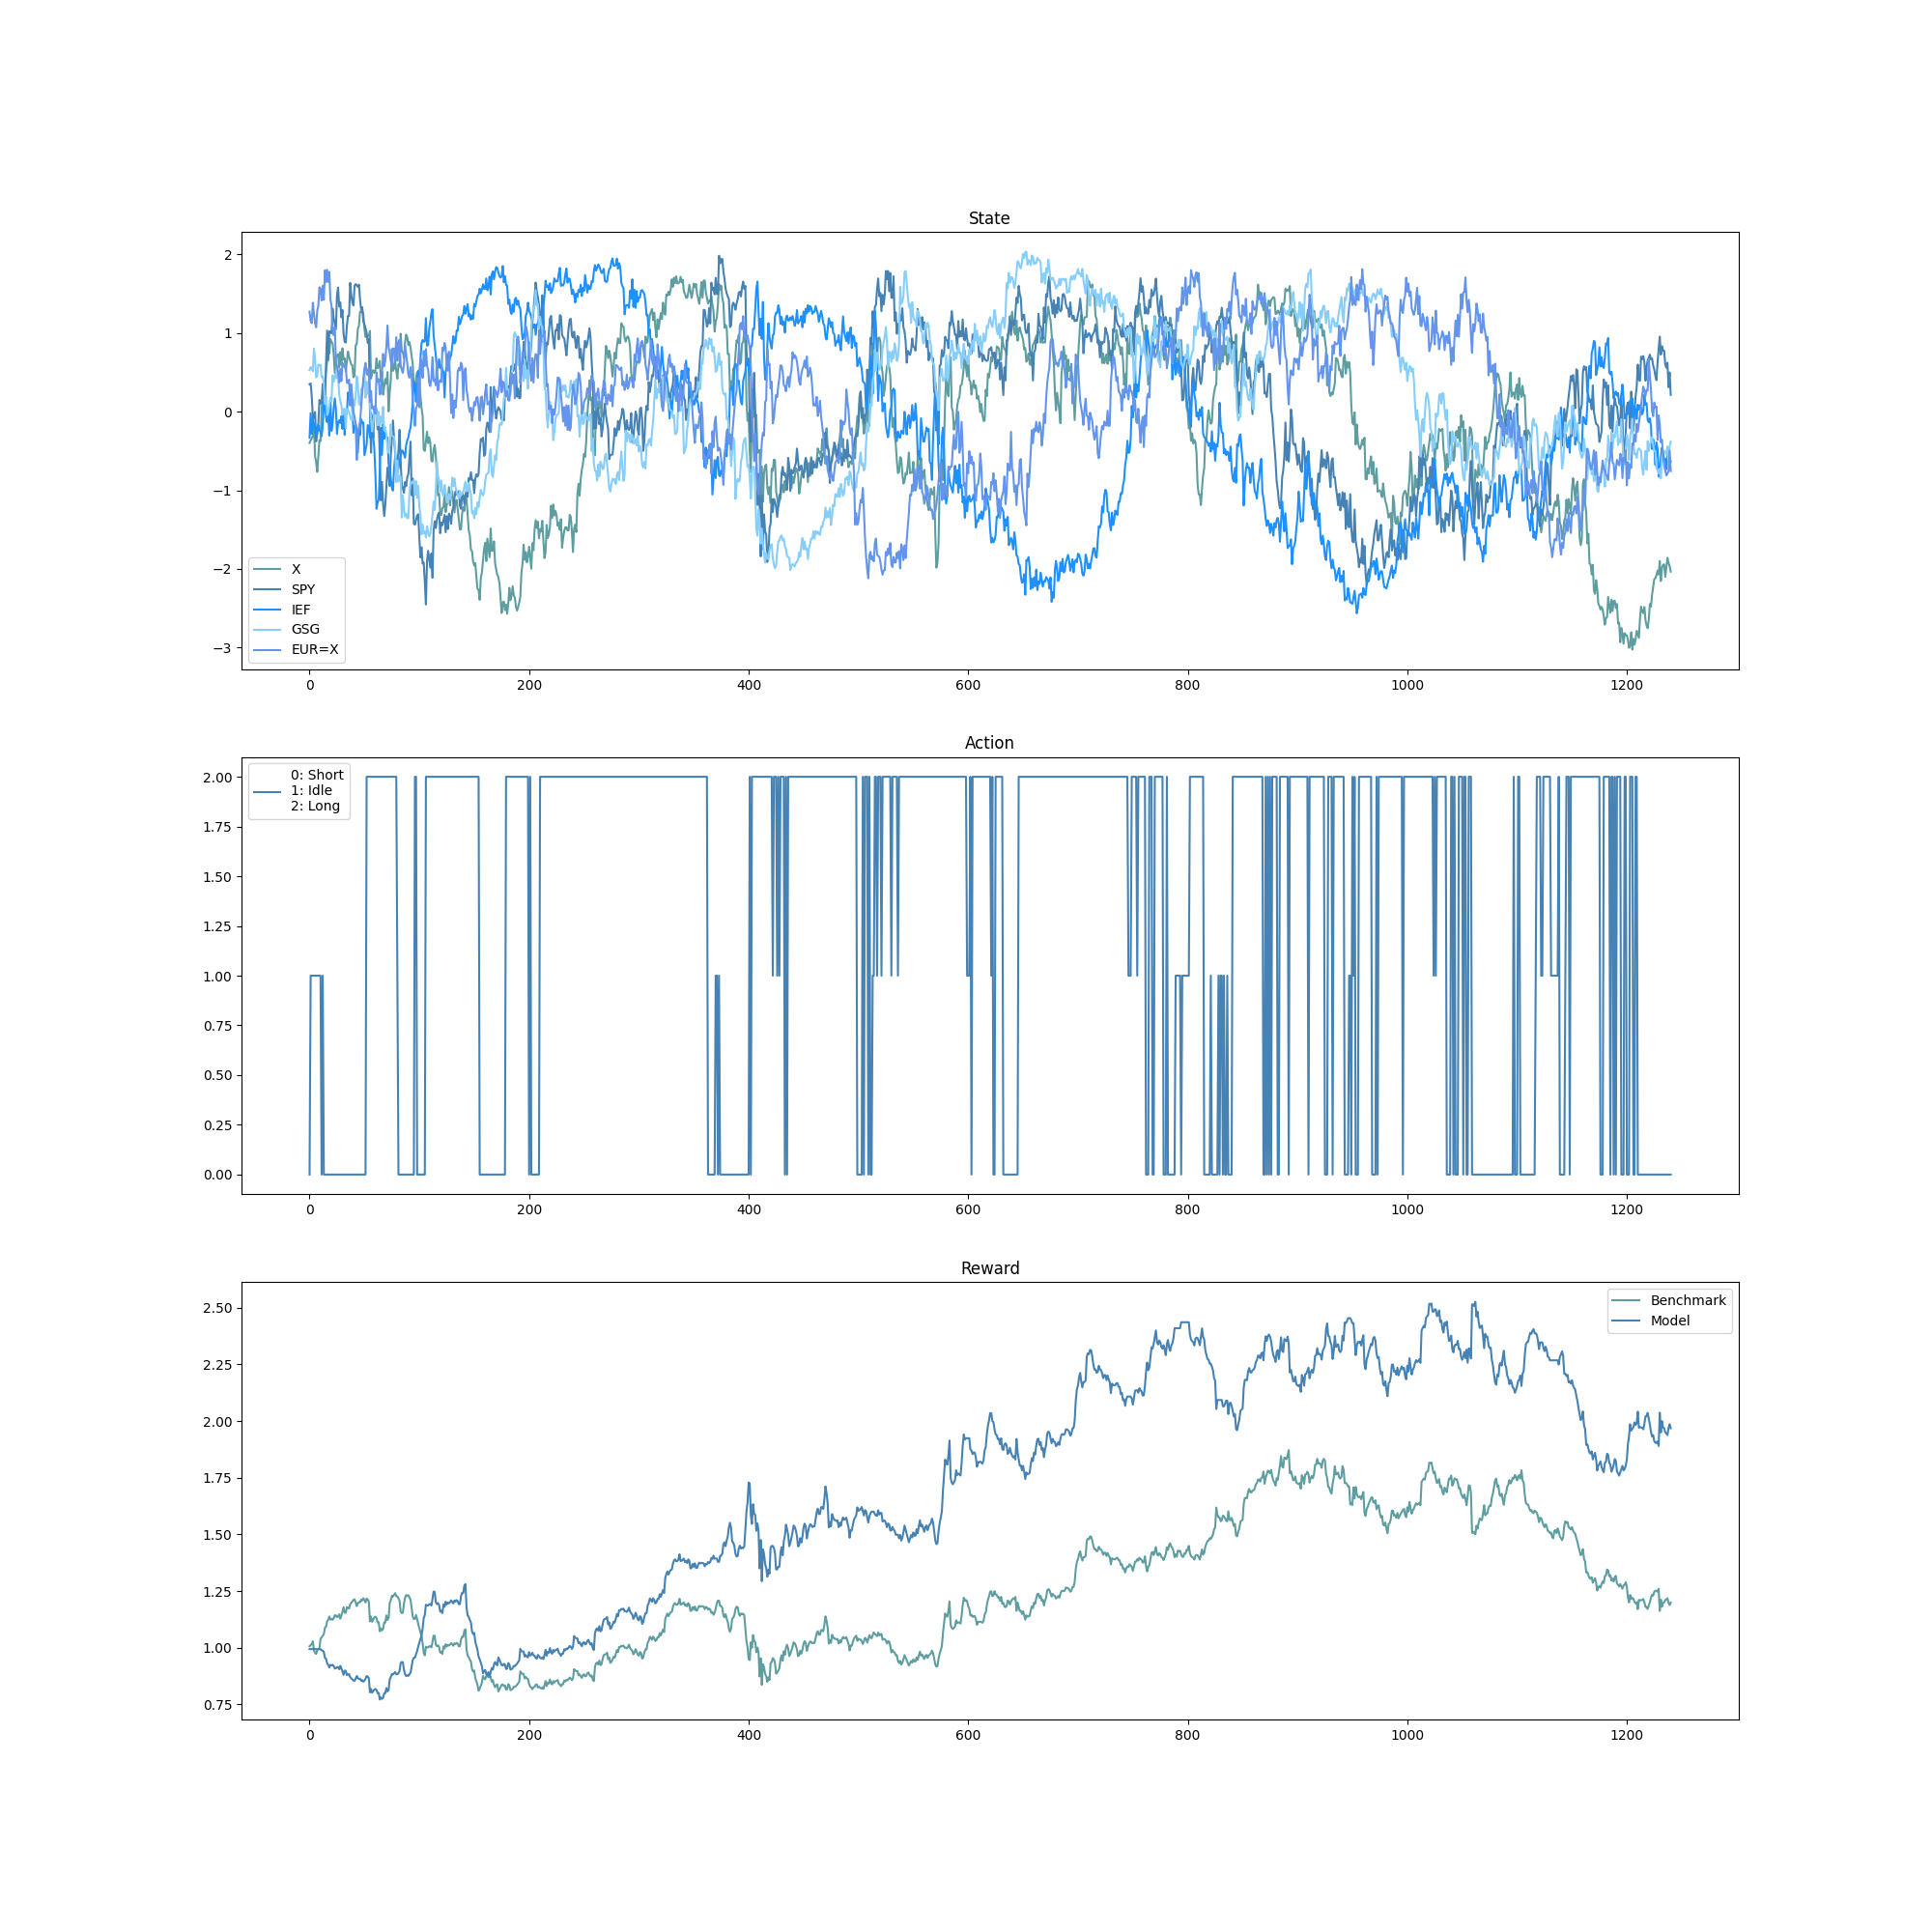 State
2
1
0
−1
−2
−3
X
SPY
IEF
GSG
EUR=X
0 200 400 600 800 1000 1200
Action
2.00
1.75
1.50
1.25
1.00
0.75
0.50
0.25
0.00
0: Short
1: Idle
2: Long
0 200 400 600 800 1000 1200
Reward
2.50
2.25
2.00
1.75
1.50
1.25
1.00
0.75
Benchmark
Model
0 200 400 600 800 1000 1200